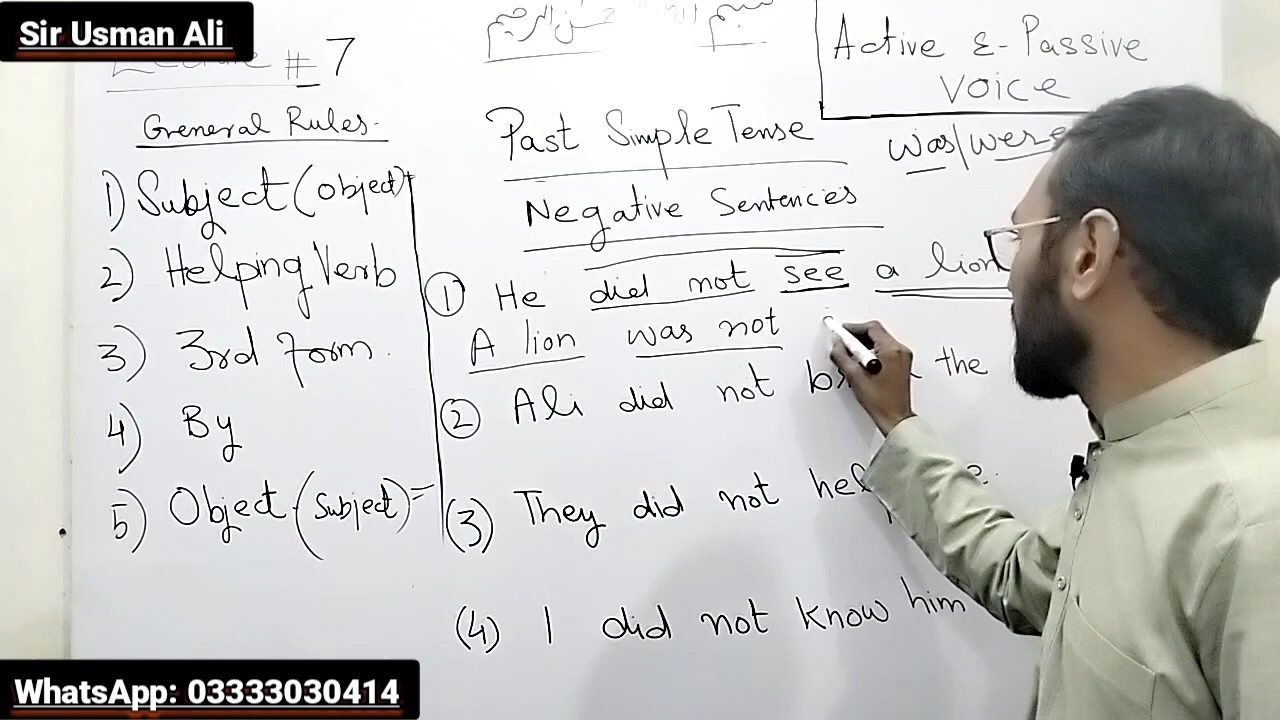 Sir Usman Ali
Lecture # 7
General Rules.
1) Subject (object)
2) Helping Verb
3) 3rd form.
4) By
5) Object (Subject)
Active & Passive
Voice
Past Simple Tense
was/were
Negative Sentences
① He did not see a lion
A lion was not
② Ali did not the
(3) They did not
(4) I did not know him
WhatsApp: 03333030414